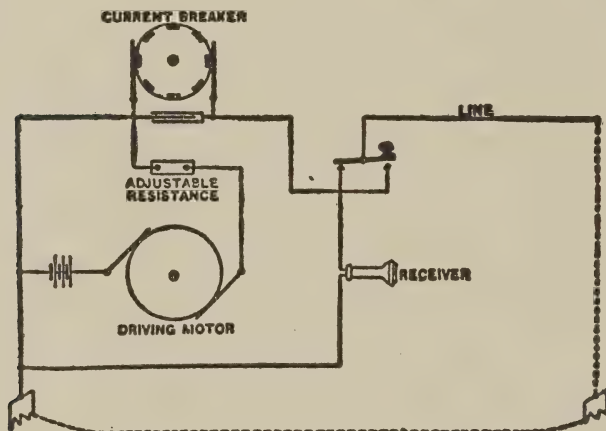 CURRENT BREAKER
LINE
ADJUSTABLE
RESISTANCE
RECEIVER
DRIVING MOTOR